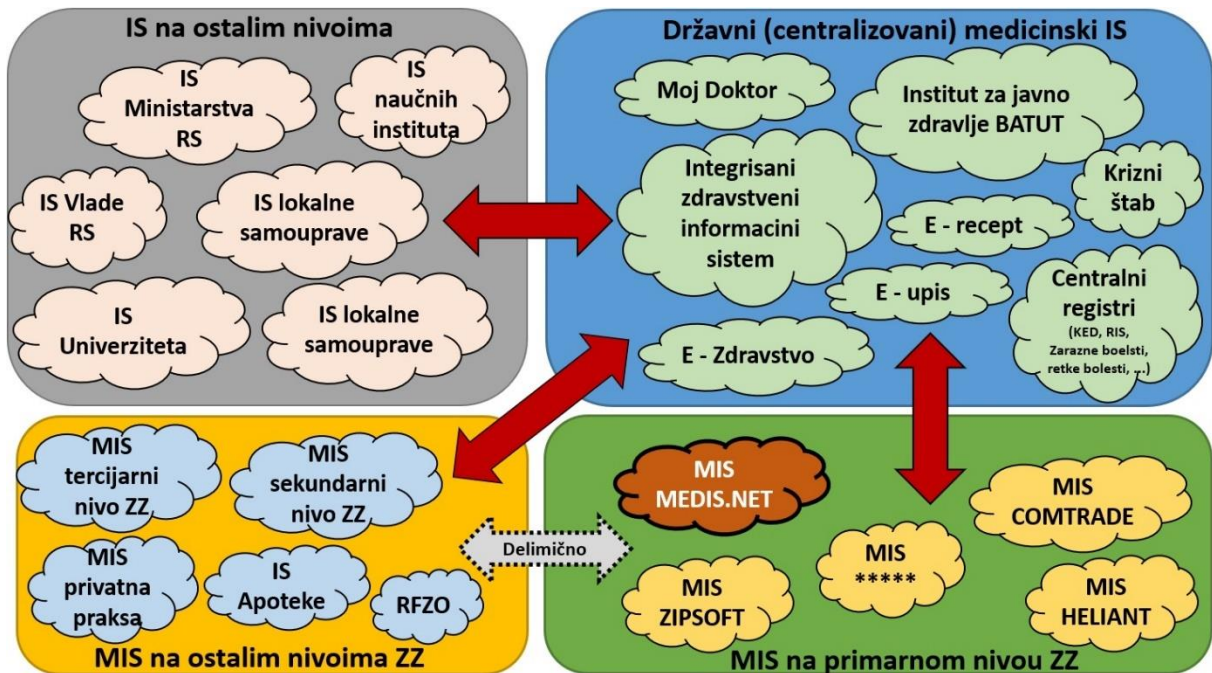 IS na ostalim nivoima
IS
Ministarstva
RS
IS
naučnih
instituta
IS Vlade
RS
IS lokalne
samouprave
IS
Univerziteta
IS lokalne
samouprave
Državni (centralizovani) medicinski IS
Moj Doktor
Institut za javno
zdravlje BATUT
Integrisani
zdravstveni
informacini
sistem
Krizni
štab
E - recept
E - upis
Centralni
registri
(KED, RIS,
Zarazne boelsti,
retke bolesti, ...)
E - Zdravstvo
MIS
tercijarni
nivo ZZ
MIS
sekundarni
nivo ZZ
MIS
privatna
praksa
IS
Apoteke
RFZO
MIS na ostalim nivoima ZZ
Delimično
MIS
MEDIS.NET
MIS
COMTRADE
MIS
*****
MIS
ZIPSOFT
MIS
HELIANT
MIS na primarnom nivou ZZ